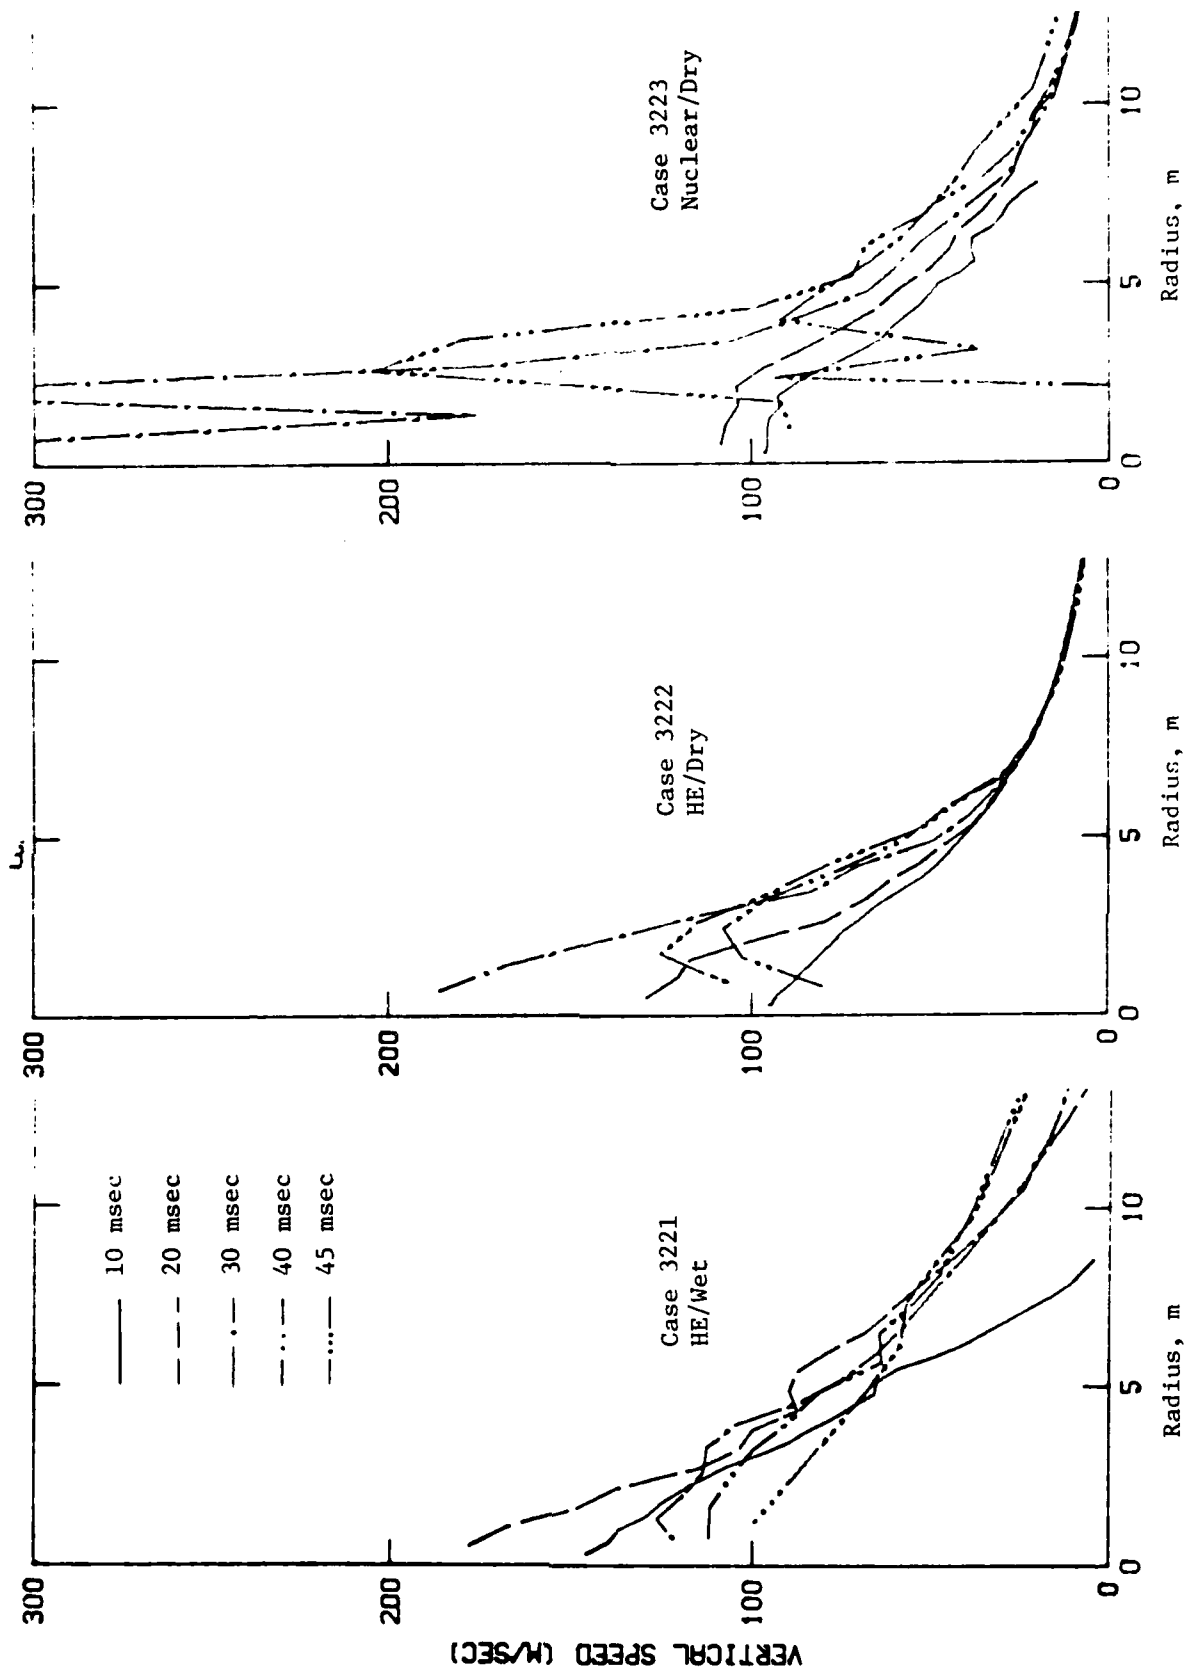 VERTICAL SPEED (M/SEC)
300
200
100
0
10 msec
20 msec
30 msec
40 msec
45 msec
Case 3221
HE/Wet
0
5
10
Radius, m
300
200
100
0
Case 3222
HE/Dry
0
5
10
Radius, m
300
200
100
0
Case 3223
Nuclear/Dry
0
5
10
Radius, m